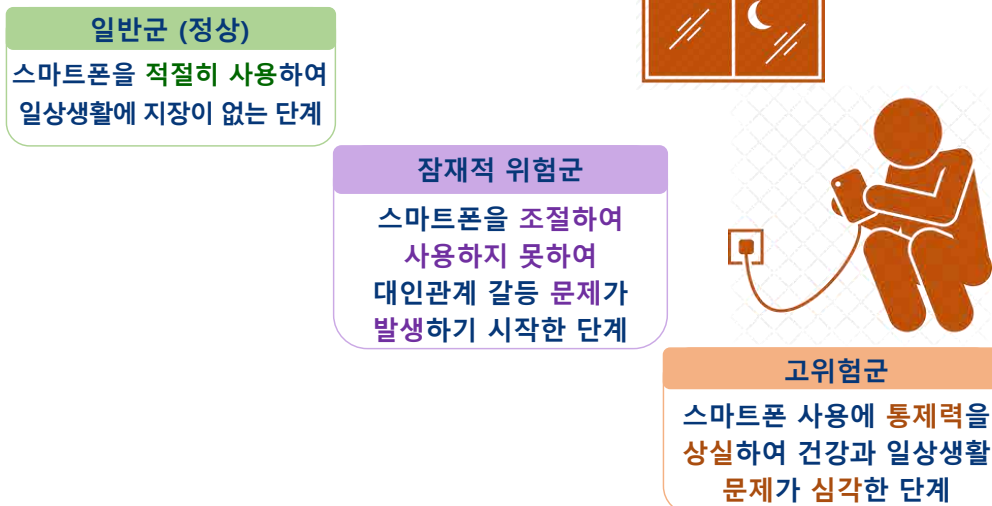 일반군 (정상)
스마트폰을 적절히 사용하여
일상생활에 지장이 없는 단계
잠재적 위험군
스마트폰을 조절하여
사용하지 못하여
대인관계 갈등 문제가
발생하기 시작한 단계
고위험군
스마트폰 사용에 통제력을
상실하여 건강과 일상생활
문제가 심각한 단계